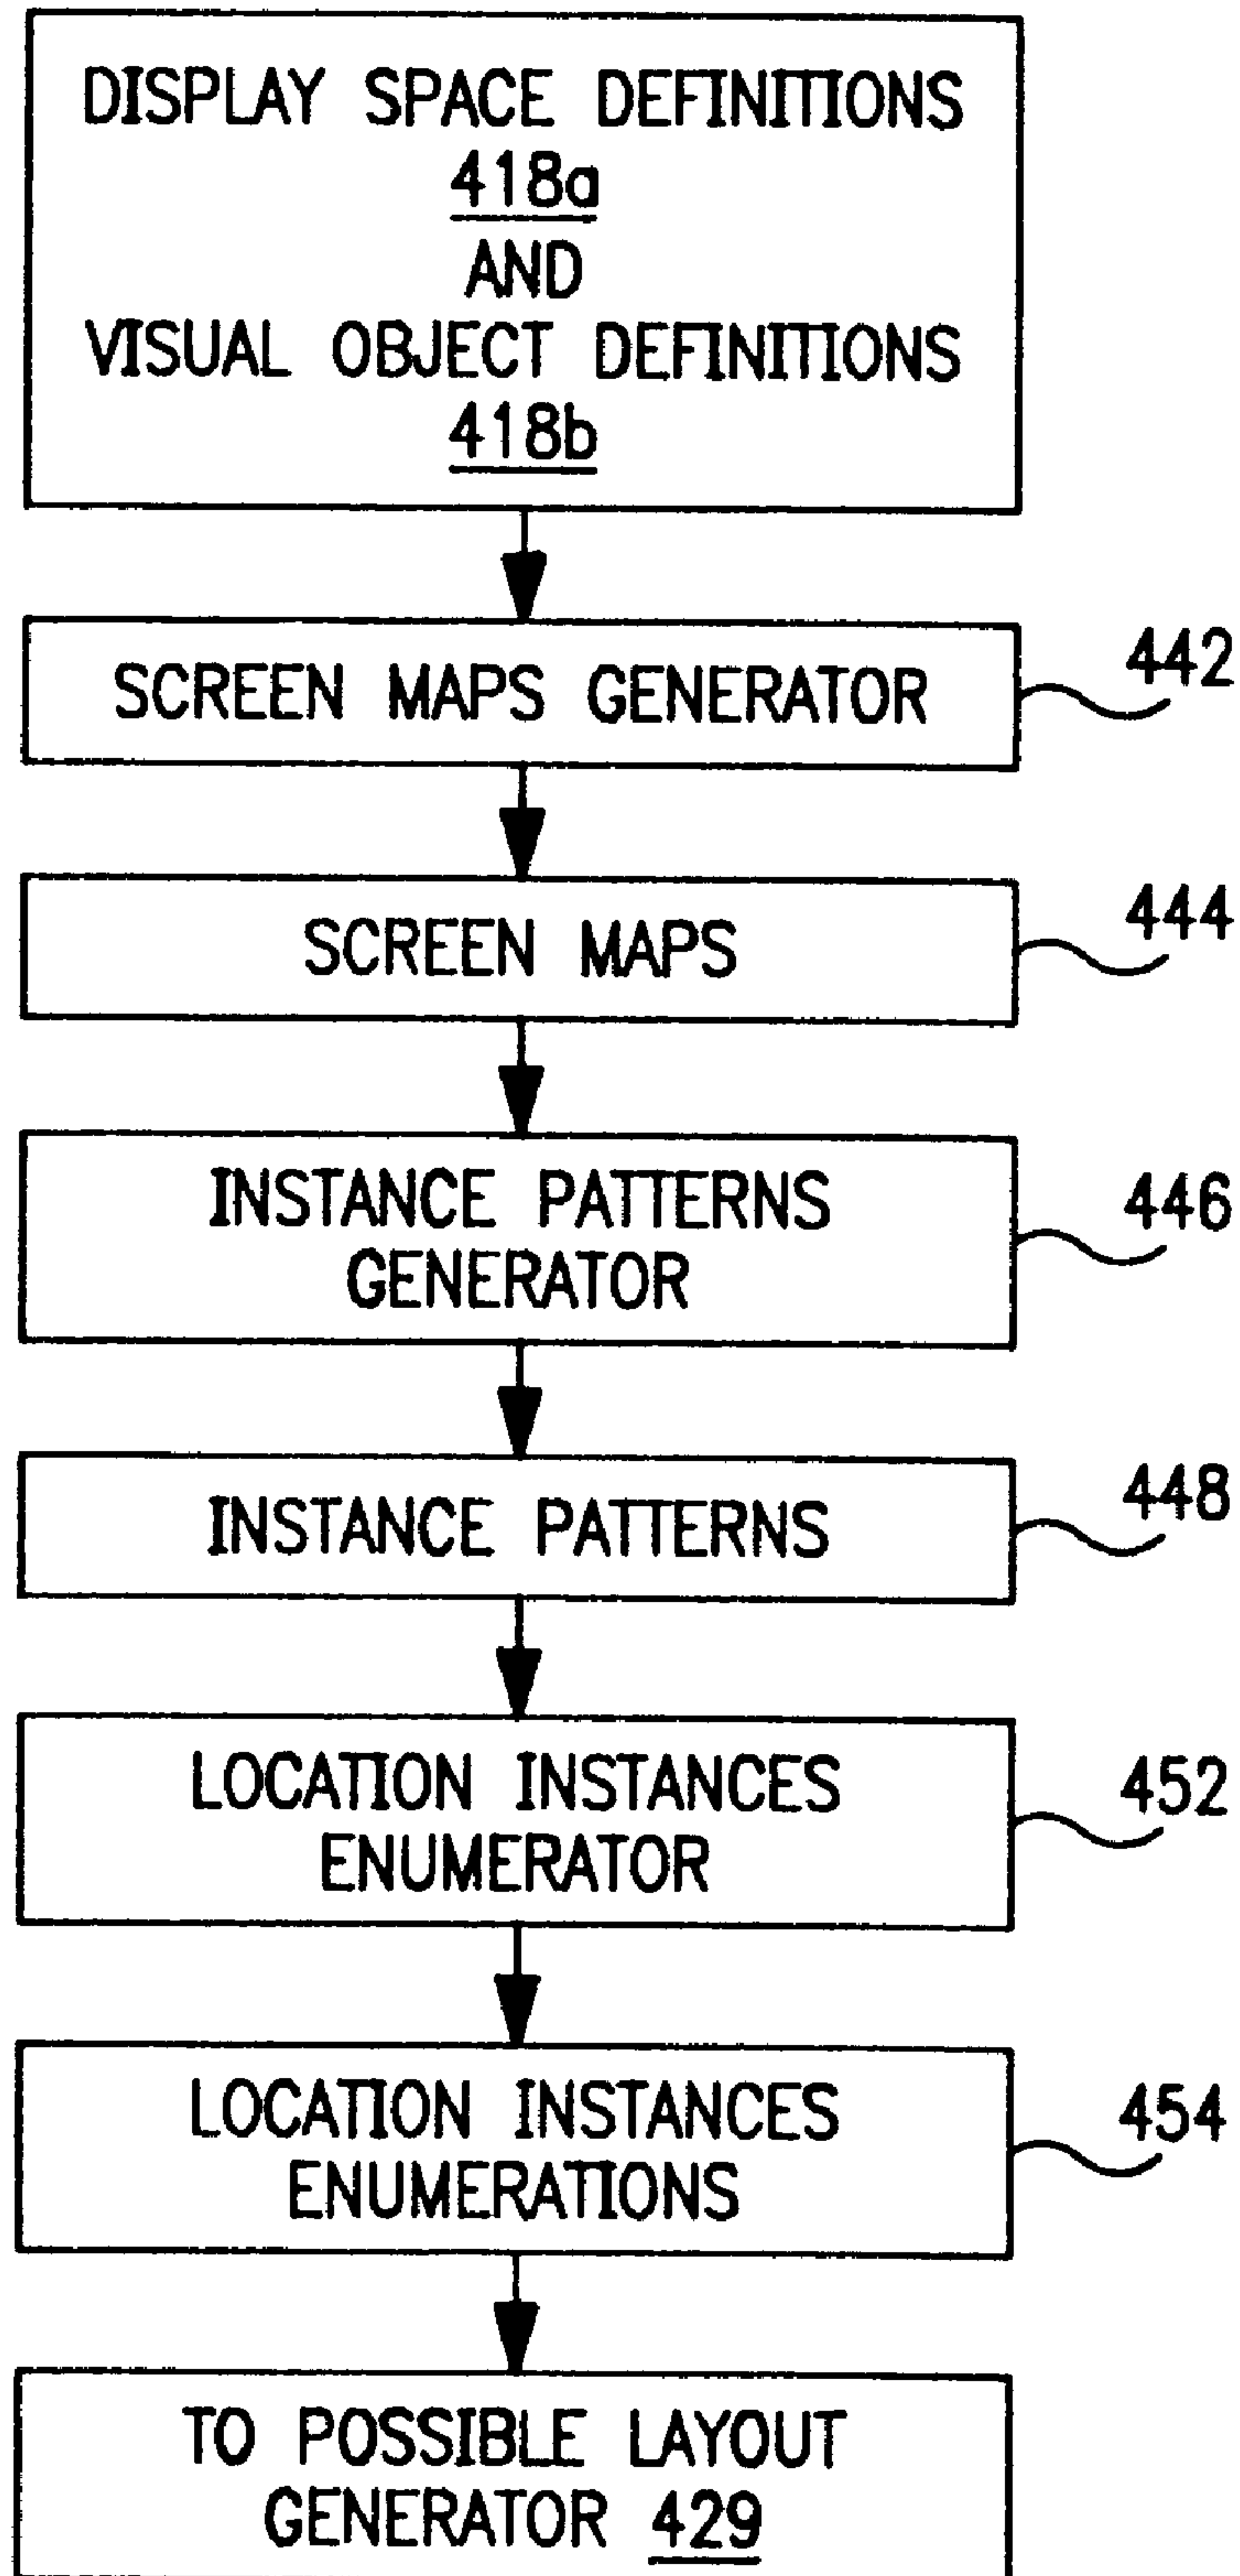 DISPLAY SPACE DEFINITIONS
418a
AND
VISUAL OBJECT DEFINITIONS
418b
SCREEN MAPS GENERATOR
442
SCREEN MAPS
444
INSTANCE PATTERNS
GENERATOR
446
INSTANCE PATTERNS
448
LOCATION INSTANCES
ENUMERATOR
452
LOCATION INSTANCES
ENUMERATIONS
454
TO POSSIBLE LAYOUT
GENERATOR 429